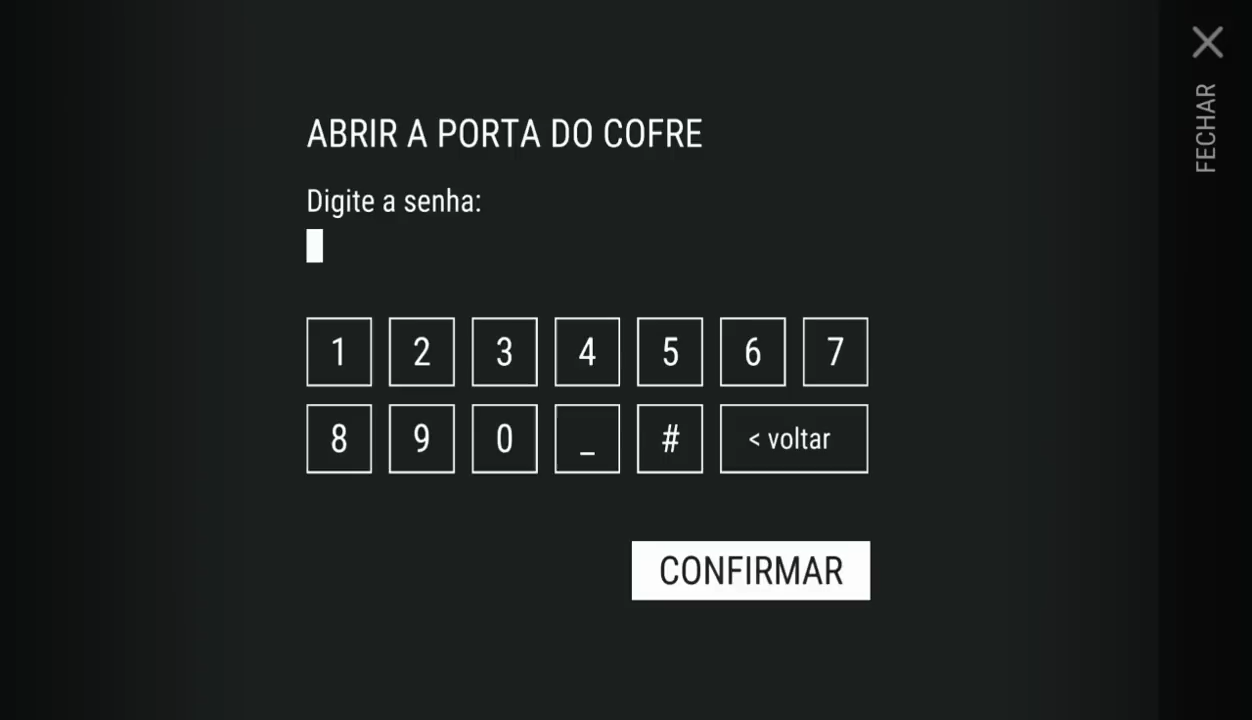 ABRIR A PORTA DO COFRE
Digite a senha:
1 2 3 4 5 6 7
8 9 0 _ # < voltar
CONFIRMAR
FECHAR